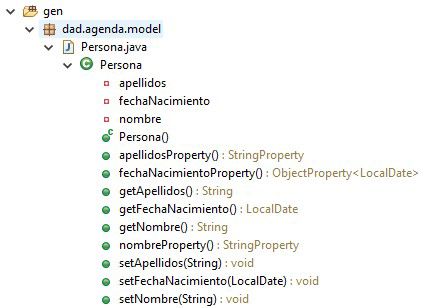 gen
dad.agenda.model
Persona.java
Persona
apellidos
fechaNacimiento
nombre
Persona()
apellidosProperty() : StringProperty
fechaNacimientoProperty() : ObjectProperty<LocalDate>
getApellidos() : String
getFechaNacimiento() : LocalDate
getNombre() : String
nombreProperty() : StringProperty
setApellidos(String) : void
setFechaNacimiento(LocalDate) : void
setNombre(String) : void